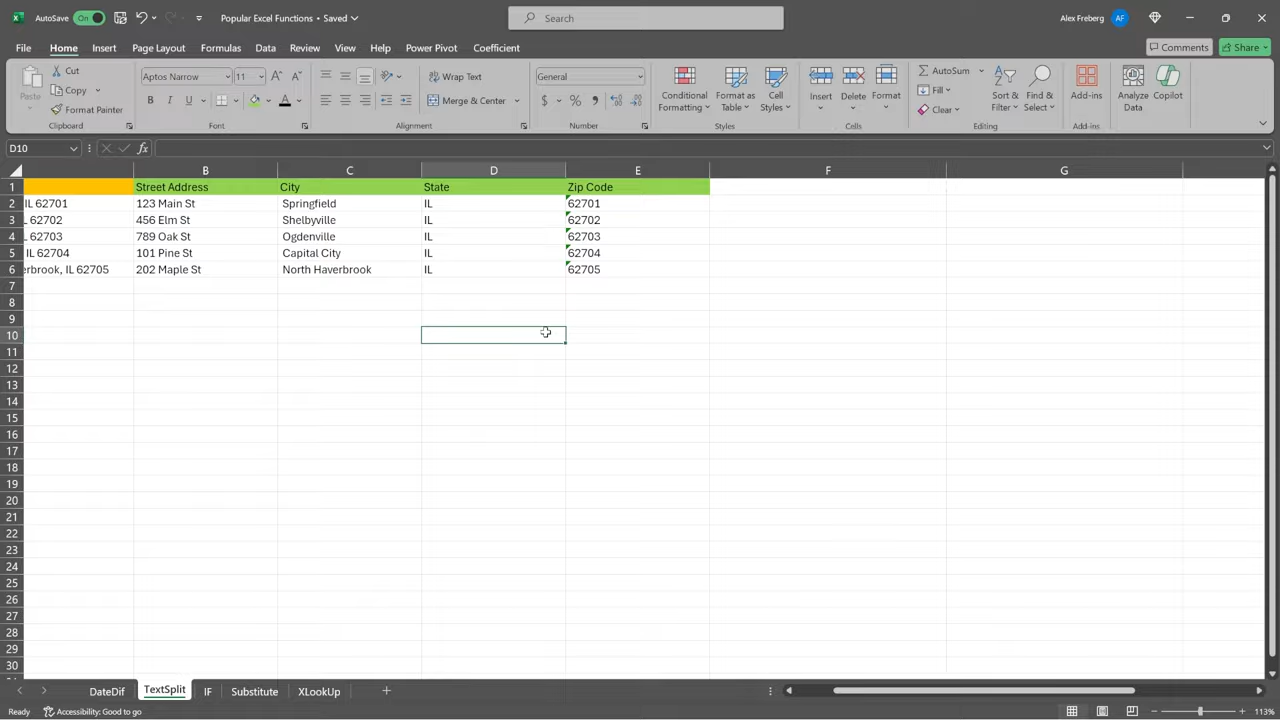 AutoSave On Popular Excel Functions • Saved Search Alex Freberg AF
File Home Insert Page Layout Formulas Data Review View Help Power Pivot Coefficient Comments Share
Paste Cut Copy Format Painter Clipboard
Aptos Narrow 11 A A B I U A Font
Wrap Text Merge & Center Alignment
General $ % , Number
Conditional Formatting Format as Table Cell Styles Styles
Insert Delete Format Cells
AutoSum Fill Clear Sort & Filter Find & Select Editing
Add-ins Add-ins
Analyze Data Copilot
D10 fx
B C D E F G
1 Street Address City State Zip Code
2 IL 62701 123 Main St Springfield IL 62701
3 62702 456 Elm St Shelbyville IL 62702
4 62703 789 Oak St Ogdenville IL 62703
5 IL 62704 101 Pine St Capital City IL 62704
6 erbrook, IL 62705 202 Maple St North Haverbrook IL 62705
7
8
9
10
11
12
13
14
15
16
17
18
19
20
21
22
23
24
25
26
27
28
29
30
DateDif TextSplit IF Substitute XLookUp
Ready Accessibility: Good to go 113%